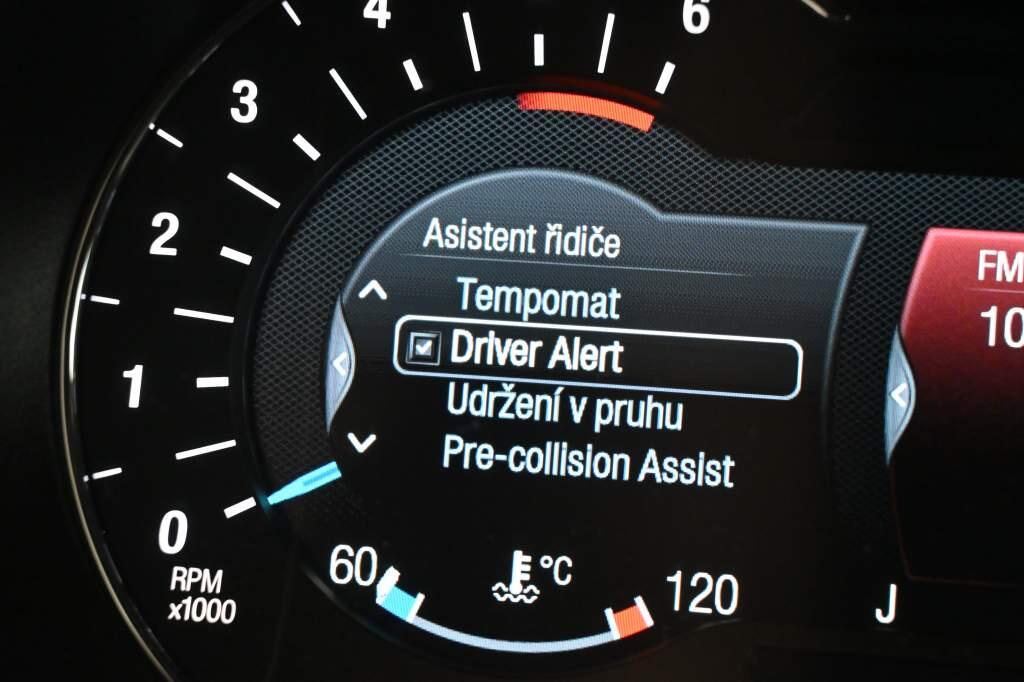 4
6
3
2
1
0
RPM
x1000
Asistent řidiče
Tempomat
Driver Alert
Udržení v pruhu
Pre-collision Assist
60
°C
120
FM
10
J